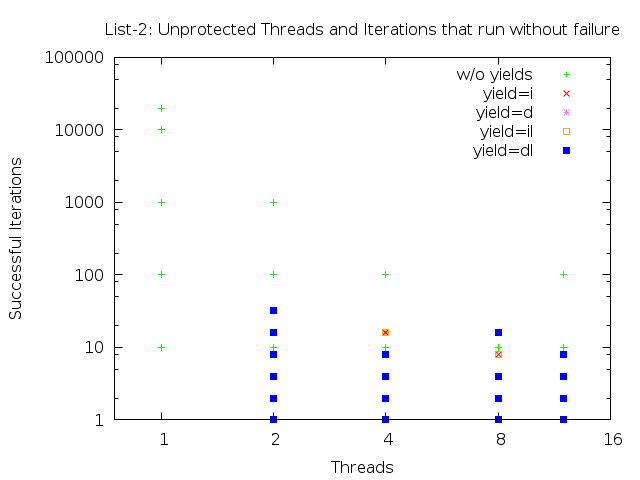 List-2: Unprotected Threads and Iterations that run without failure
Successful Iterations
100000
10000
1000
100
10
1
w/o yields
yield=i
yield=d
yield=il
yield=dl
1 2 4 8 16
Threads